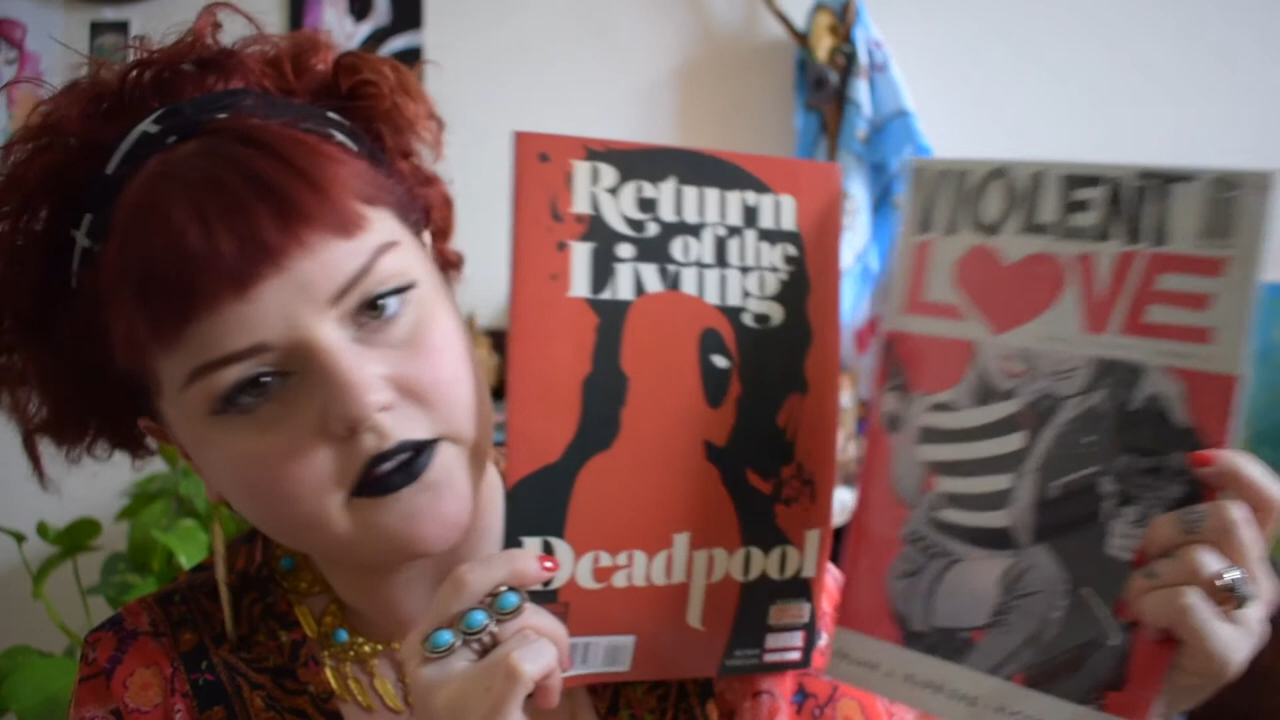 Return
of the
Living
Deadpool
VIOLENT
LOVE